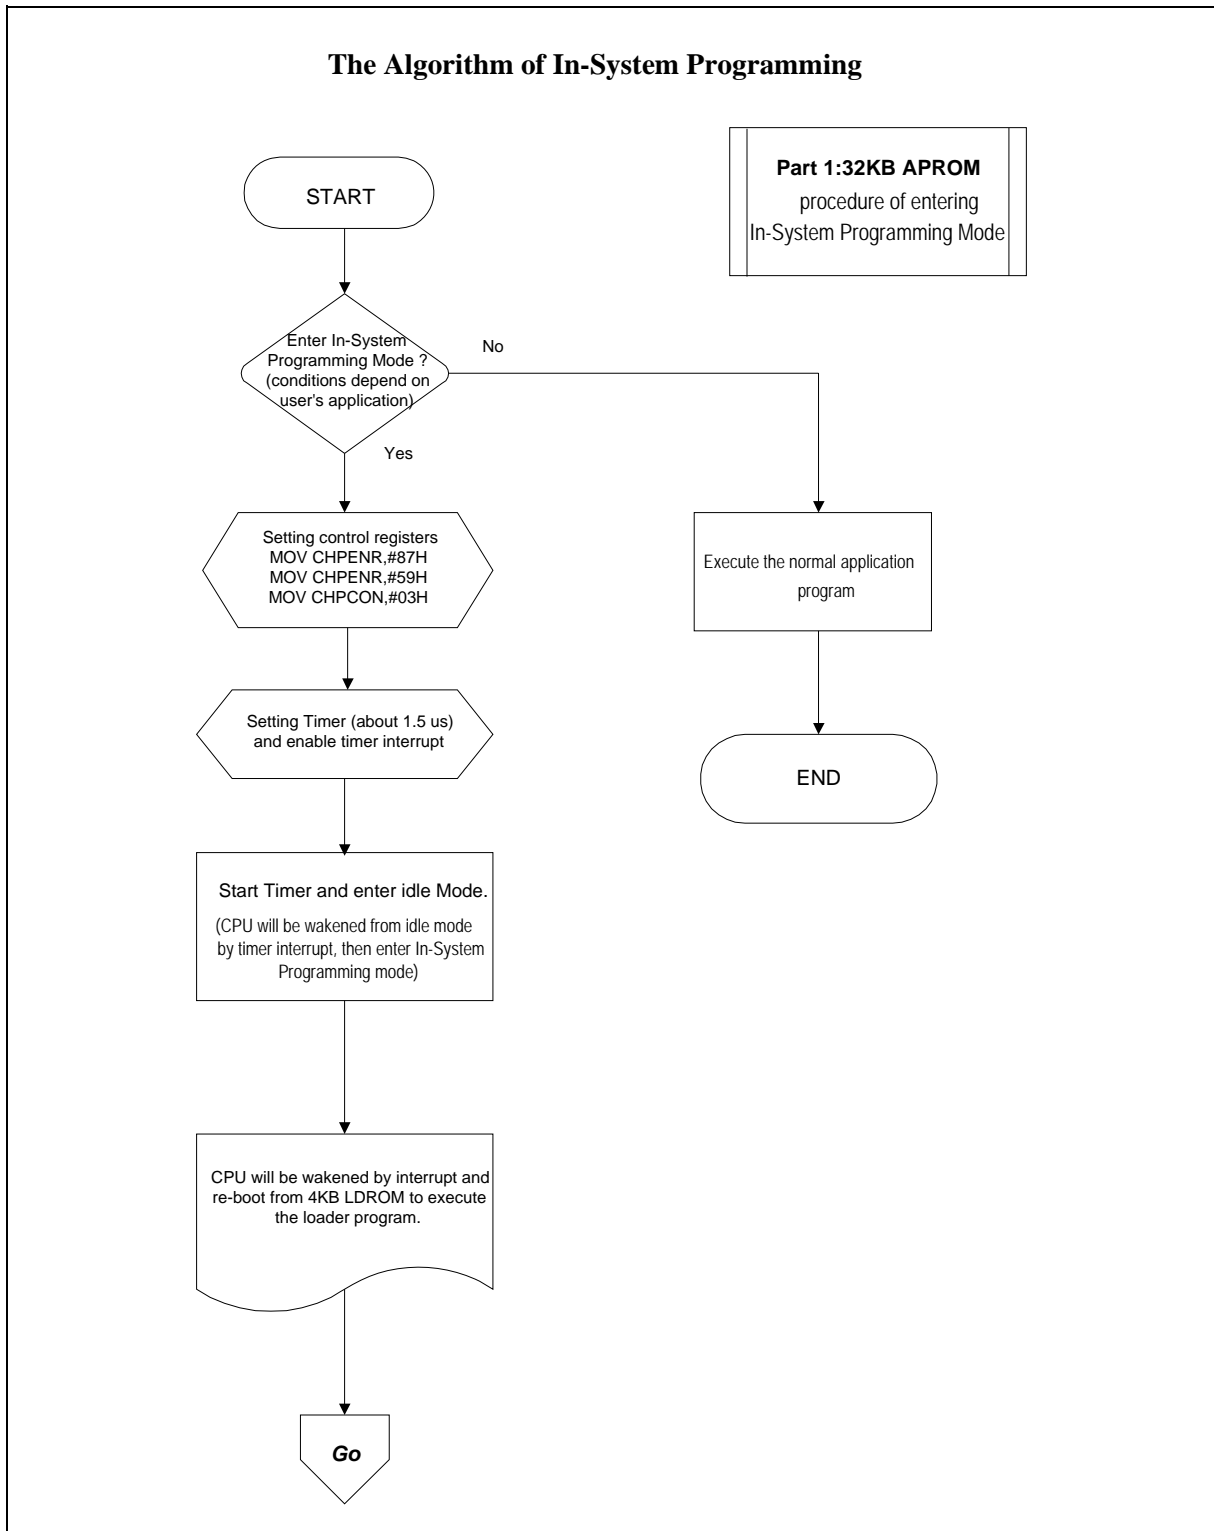 The Algorithm of In-System Programming
Part 1:32KB APROM
procedure of entering
In-System Programming Mode
START
Enter In-System
Programming Mode ?
(conditions depend on
user's application)
No
Yes
Setting control registers
MOV CHPENR,#87H
MOV CHPENR,#59H
MOV CHPCON,#03H
Execute the normal application
program
Setting Timer (about 1.5 us)
and enable timer interrupt
END
Start Timer and enter idle Mode.
(CPU will be wakened from idle mode
by timer interrupt, then enter In-System
Programming mode)
CPU will be wakened by interrupt and
re-boot from 4KB LDROM to execute
the loader program.
Go